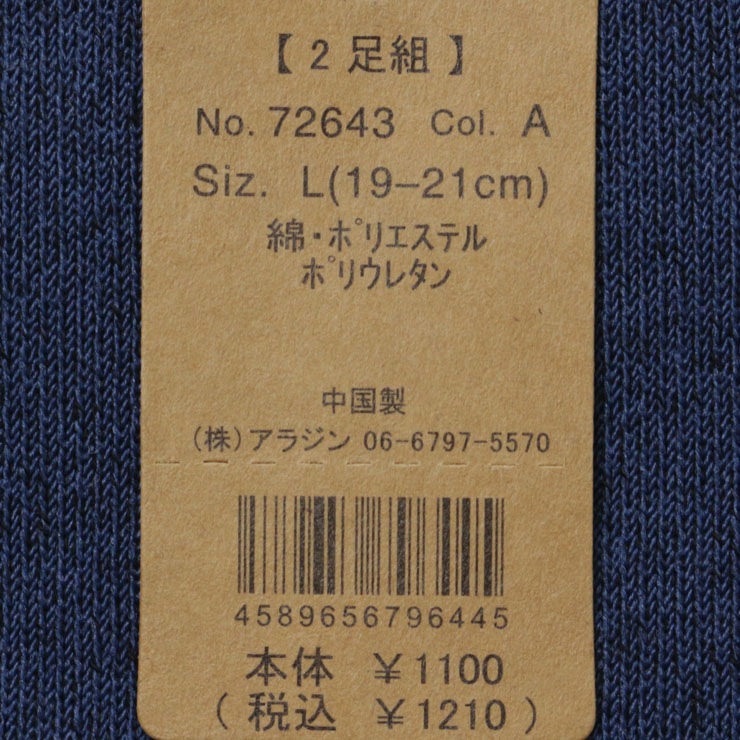 【 2 足組 】
No. 72643 Col. A
Siz. L(19–21cm)
綿・ポリエステル
ポリウレタン
中国製
（株）アラジン 06-6797-5570
4589656796445
本体 ￥1100
( 税込 ￥1210 )